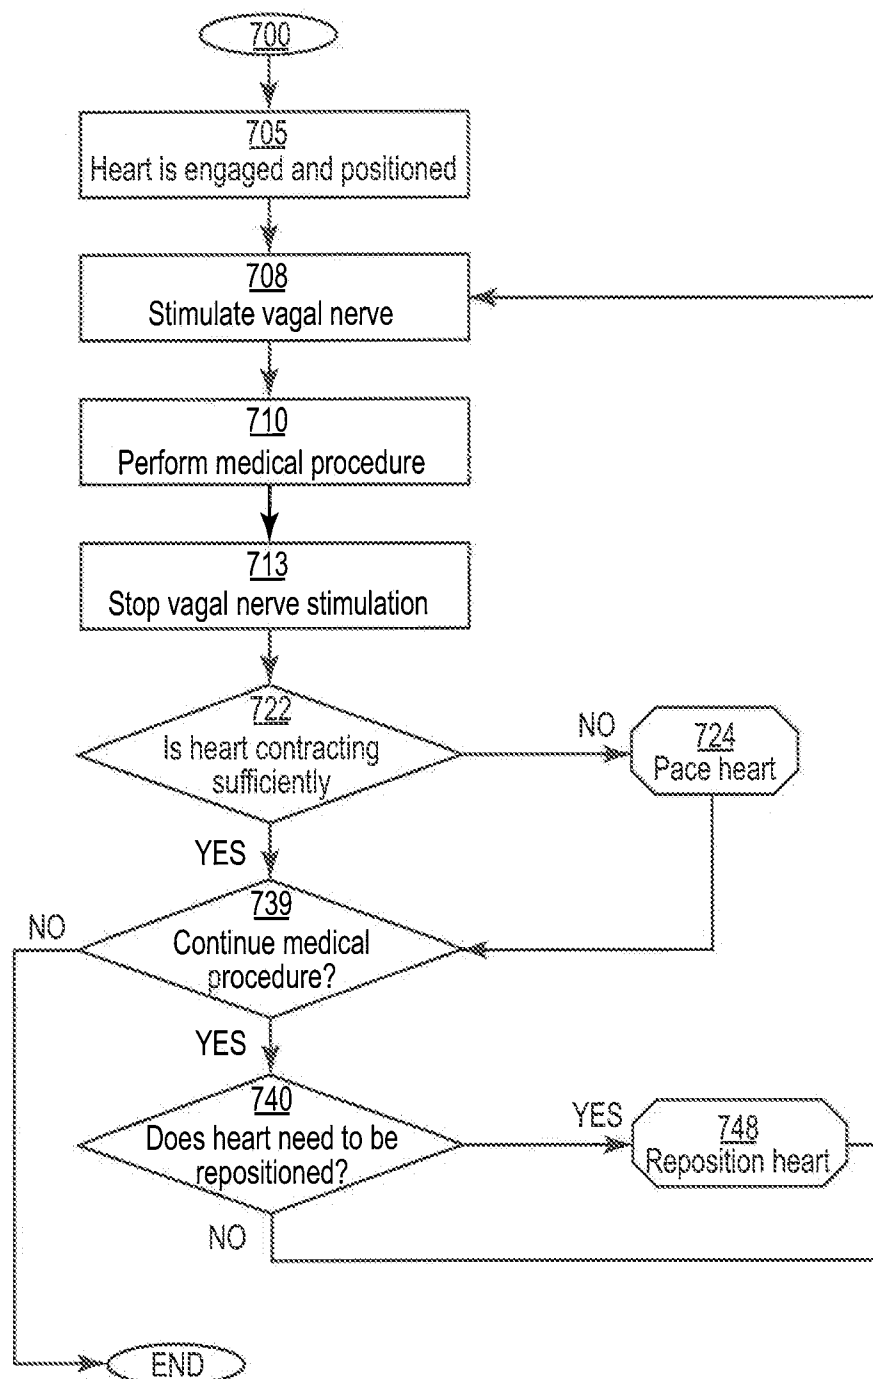 700
705
Heart is engaged and positioned
708
Stimulate vagal nerve
710
Perform medical procedure
713
Stop vagal nerve stimulation
722
Is heart contracting
sufficiently
NO
724
Pace heart
YES
739
Continue medical
procedure?
NO
YES
740
Does heart need to be
repositioned?
YES
748
Reposition heart
NO
END